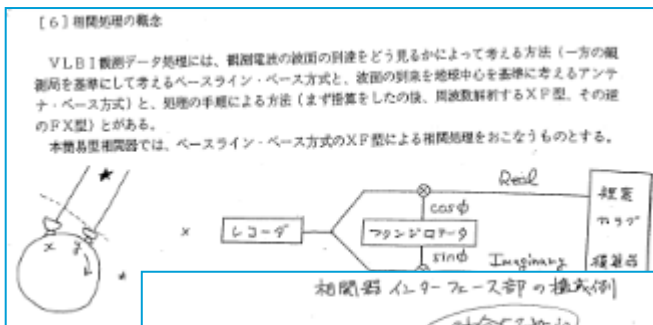 [6]相関処理の概念
VLBI観測データ処理には、観測電波の波面の到達をどう見るかによって考える方法(一方の観
測局を基準にして考えるベースライン・ベース方式と、波面の到来を地球中心を基準に考えるアンテ
ナ・ベース方式)と、処理の手順による方法(まず掛算をしたの後、周波数解析するXF型、その逆
のFX型)とがある。
本簡易型相関器では、ベースライン・ベース方式のXF型による相関処理をおこなうものとする。
Real
cosφ
x
レコーダ
フリンジローテータ
x
y
sinφ
Imaginary
相関器インターフェース部の構成例